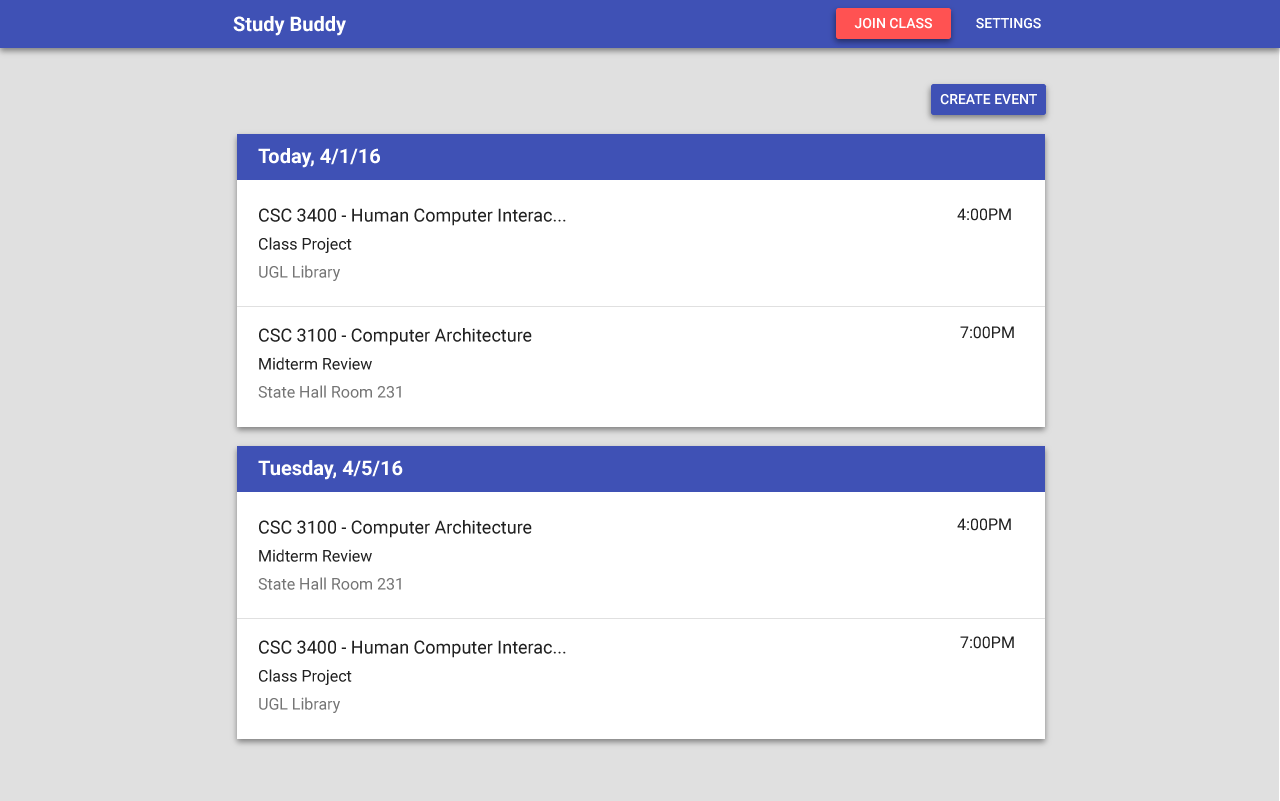 Study Buddy
JOIN CLASS
SETTINGS
CREATE EVENT
Today, 4/1/16
CSC 3400 - Human Computer Interac...
4:00PM
Class Project
UGL Library
CSC 3100 - Computer Architecture
7:00PM
Midterm Review
State Hall Room 231
Tuesday, 4/5/16
CSC 3100 - Computer Architecture
4:00PM
Midterm Review
State Hall Room 231
CSC 3400 - Human Computer Interac...
7:00PM
Class Project
UGL Library